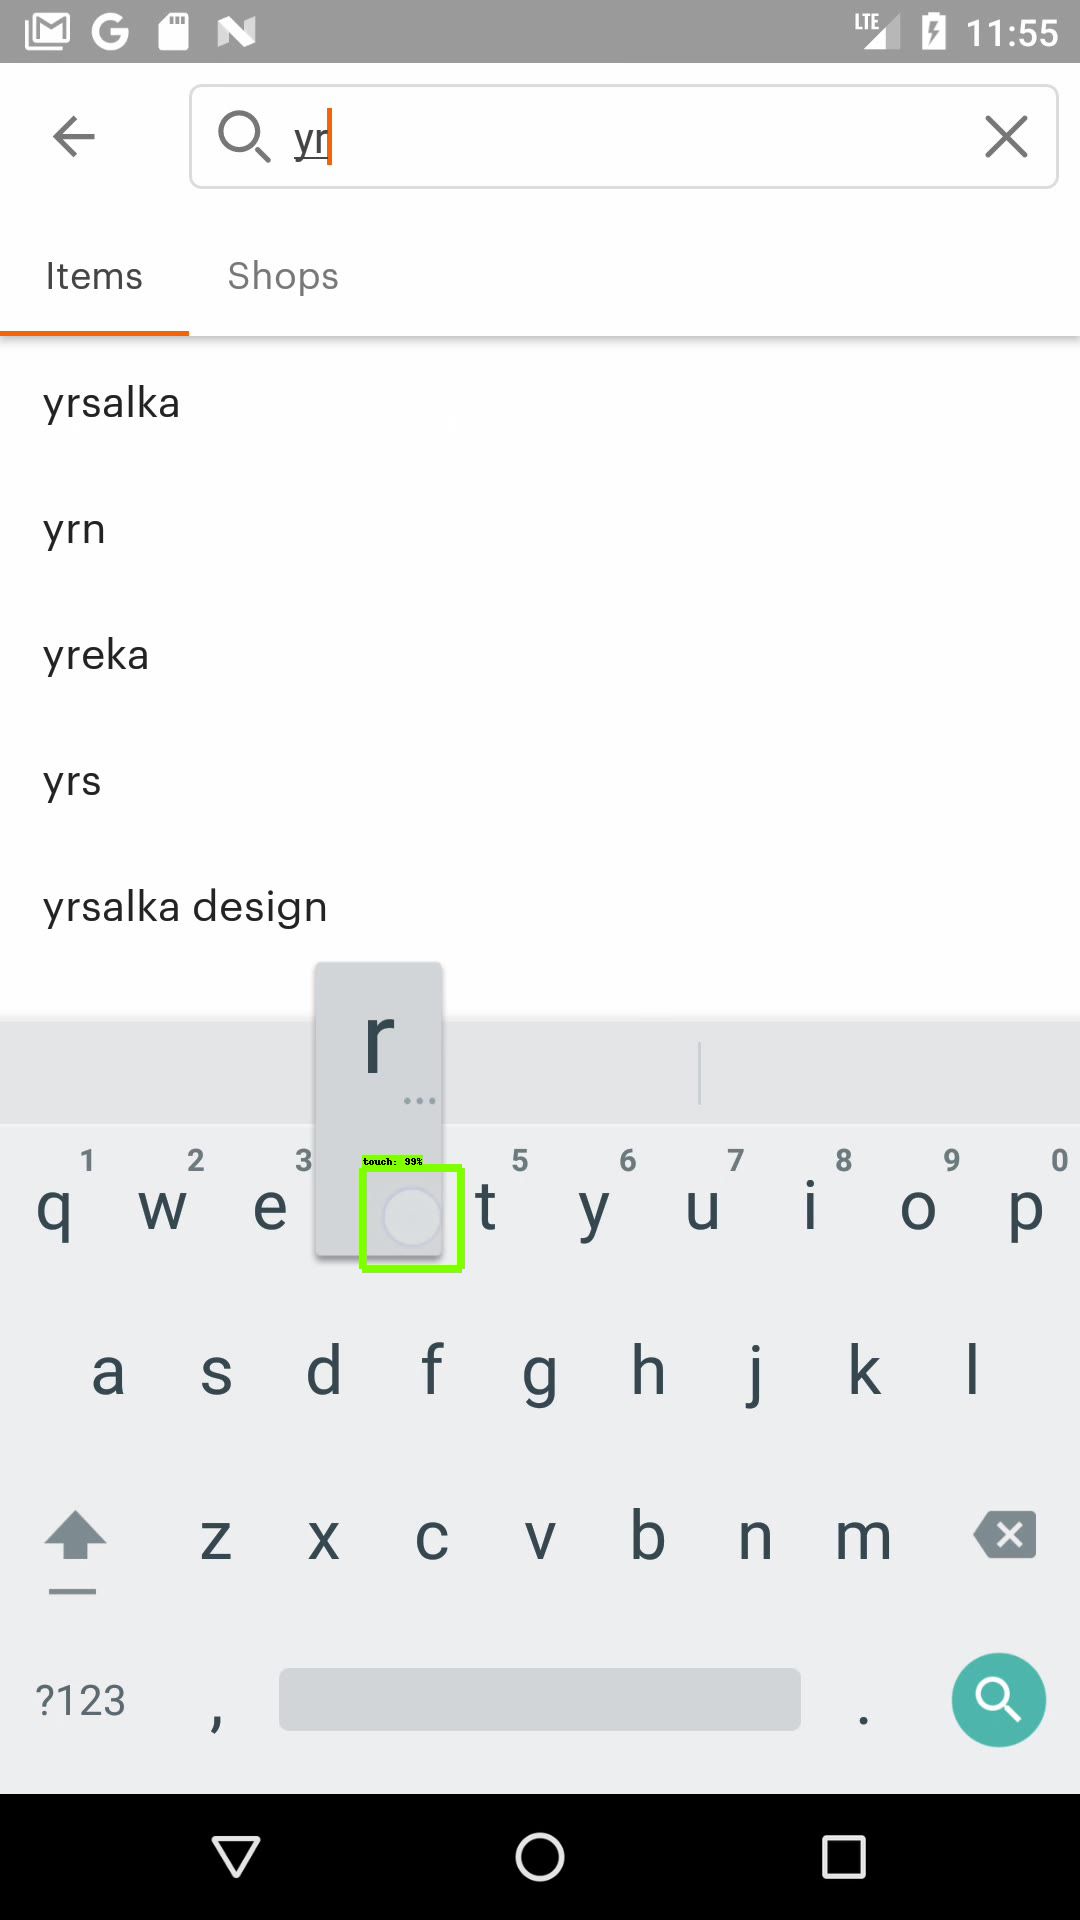 LTE 11:55
yr
Items Shops
yrsalka
yrn
yreka
yrs
yrsalka design
r
...
touch: 99%
1 2 3 5 6 7 8 9 0
q w e t y u i o p
a s d f g h j k l
z x c v b n m
?123 , .